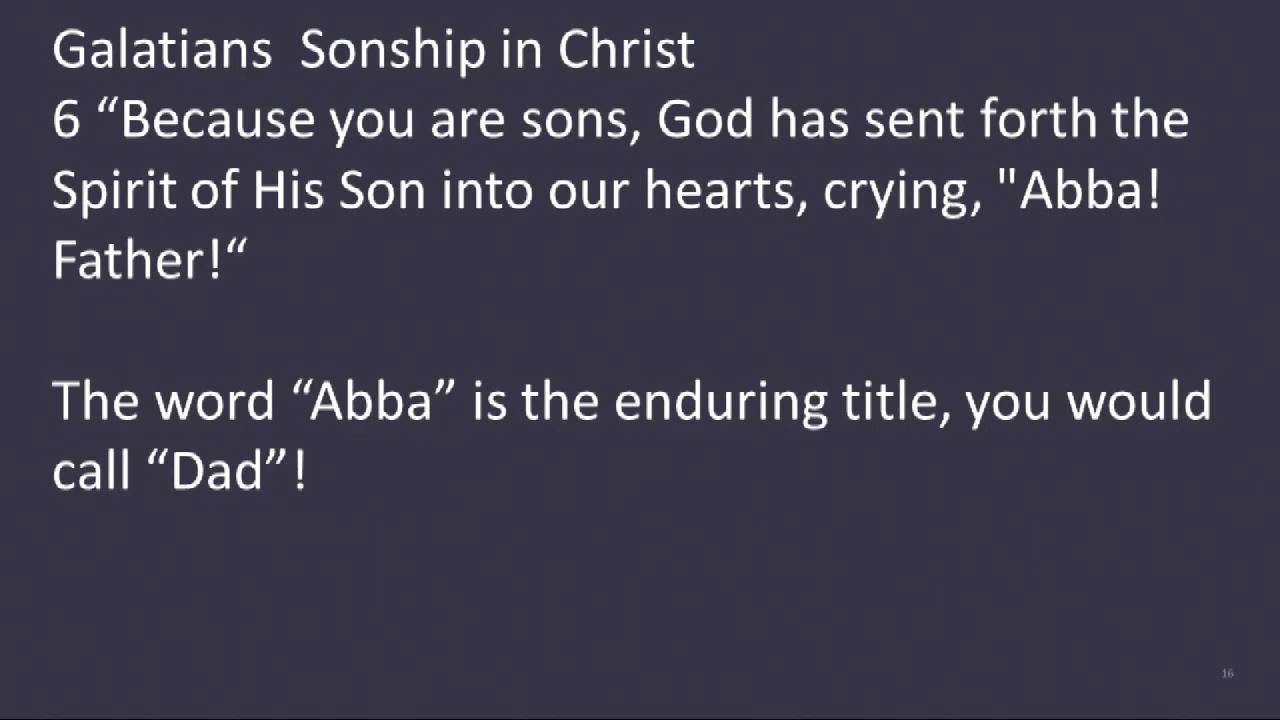 Galatians  Sonship in Christ
6 “Because you are sons, God has sent forth the
Spirit of His Son into our hearts, crying, "Abba!
Father!“
The word “Abba” is the enduring title, you would
call “Dad”!
16